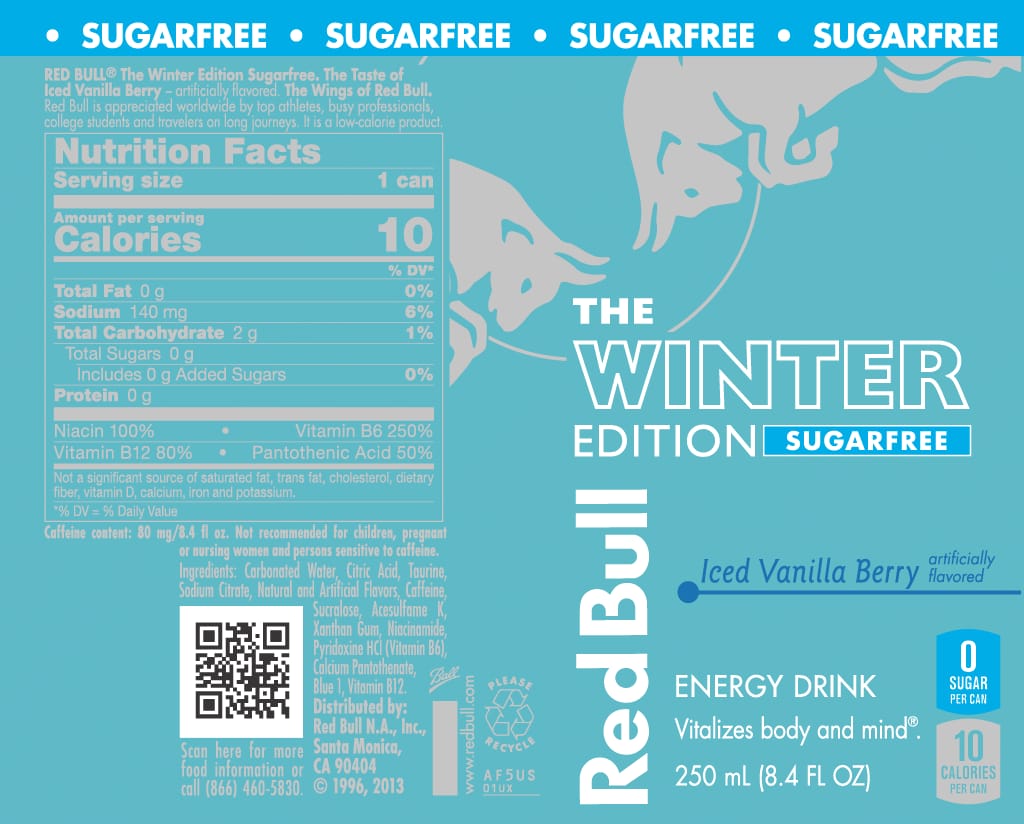 • SUGARFREE • SUGARFREE • SUGARFREE • SUGARFREE
RED BULL® The Winter Edition Sugarfree. The Taste of
Iced Vanilla Berry – artificially flavored. The Wings of Red Bull.
Red Bull is appreciated worldwide by top athletes, busy professionals,
college students and travelers on long journeys. It is a low-calorie product.
Nutrition Facts
Serving size 1 can
Amount per serving
Calories 10
% DV*
Total Fat 0 g 0%
Sodium 140 mg 6%
Total Carbohydrate 2 g 1%
Total Sugars 0 g
Includes 0 g Added Sugars 0%
Protein 0 g
Niacin 100% • Vitamin B6 250%
Vitamin B12 80% • Pantothenic Acid 50%
Not a significant source of saturated fat, trans fat, cholesterol, dietary
fiber, vitamin D, calcium, iron and potassium.
*% DV = % Daily Value
Caffeine content: 80 mg/8.4 fl oz. Not recommended for children, pregnant
or nursing women and persons sensitive to caffeine.
Ingredients: Carbonated Water, Citric Acid, Taurine,
Sodium Citrate, Natural and Artificial Flavors, Caffeine,
Sucralose, Acesulfame K,
Xanthan Gum, Niacinamide,
Pyridoxine HCl (Vitamin B6),
Calcium Pantothenate,
Blue 1, Vitamin B12.
Distributed by:
Red Bull N.A., Inc.,
Santa Monica,
CA 90404
© 1996, 2013
Scan here for more
food information or
call (866) 460-5830.
Ball
www.redbull.com
PLEASE
RECYCLE
AF5US
01UX
THE
WINTER
EDITION SUGARFREE
Red Bull
Iced Vanilla Berry artificially
flavored
ENERGY DRINK
Vitalizes body and mind®.
250 mL (8.4 FL OZ)
0
SUGAR
PER CAN
10
CALORIES
PER CAN